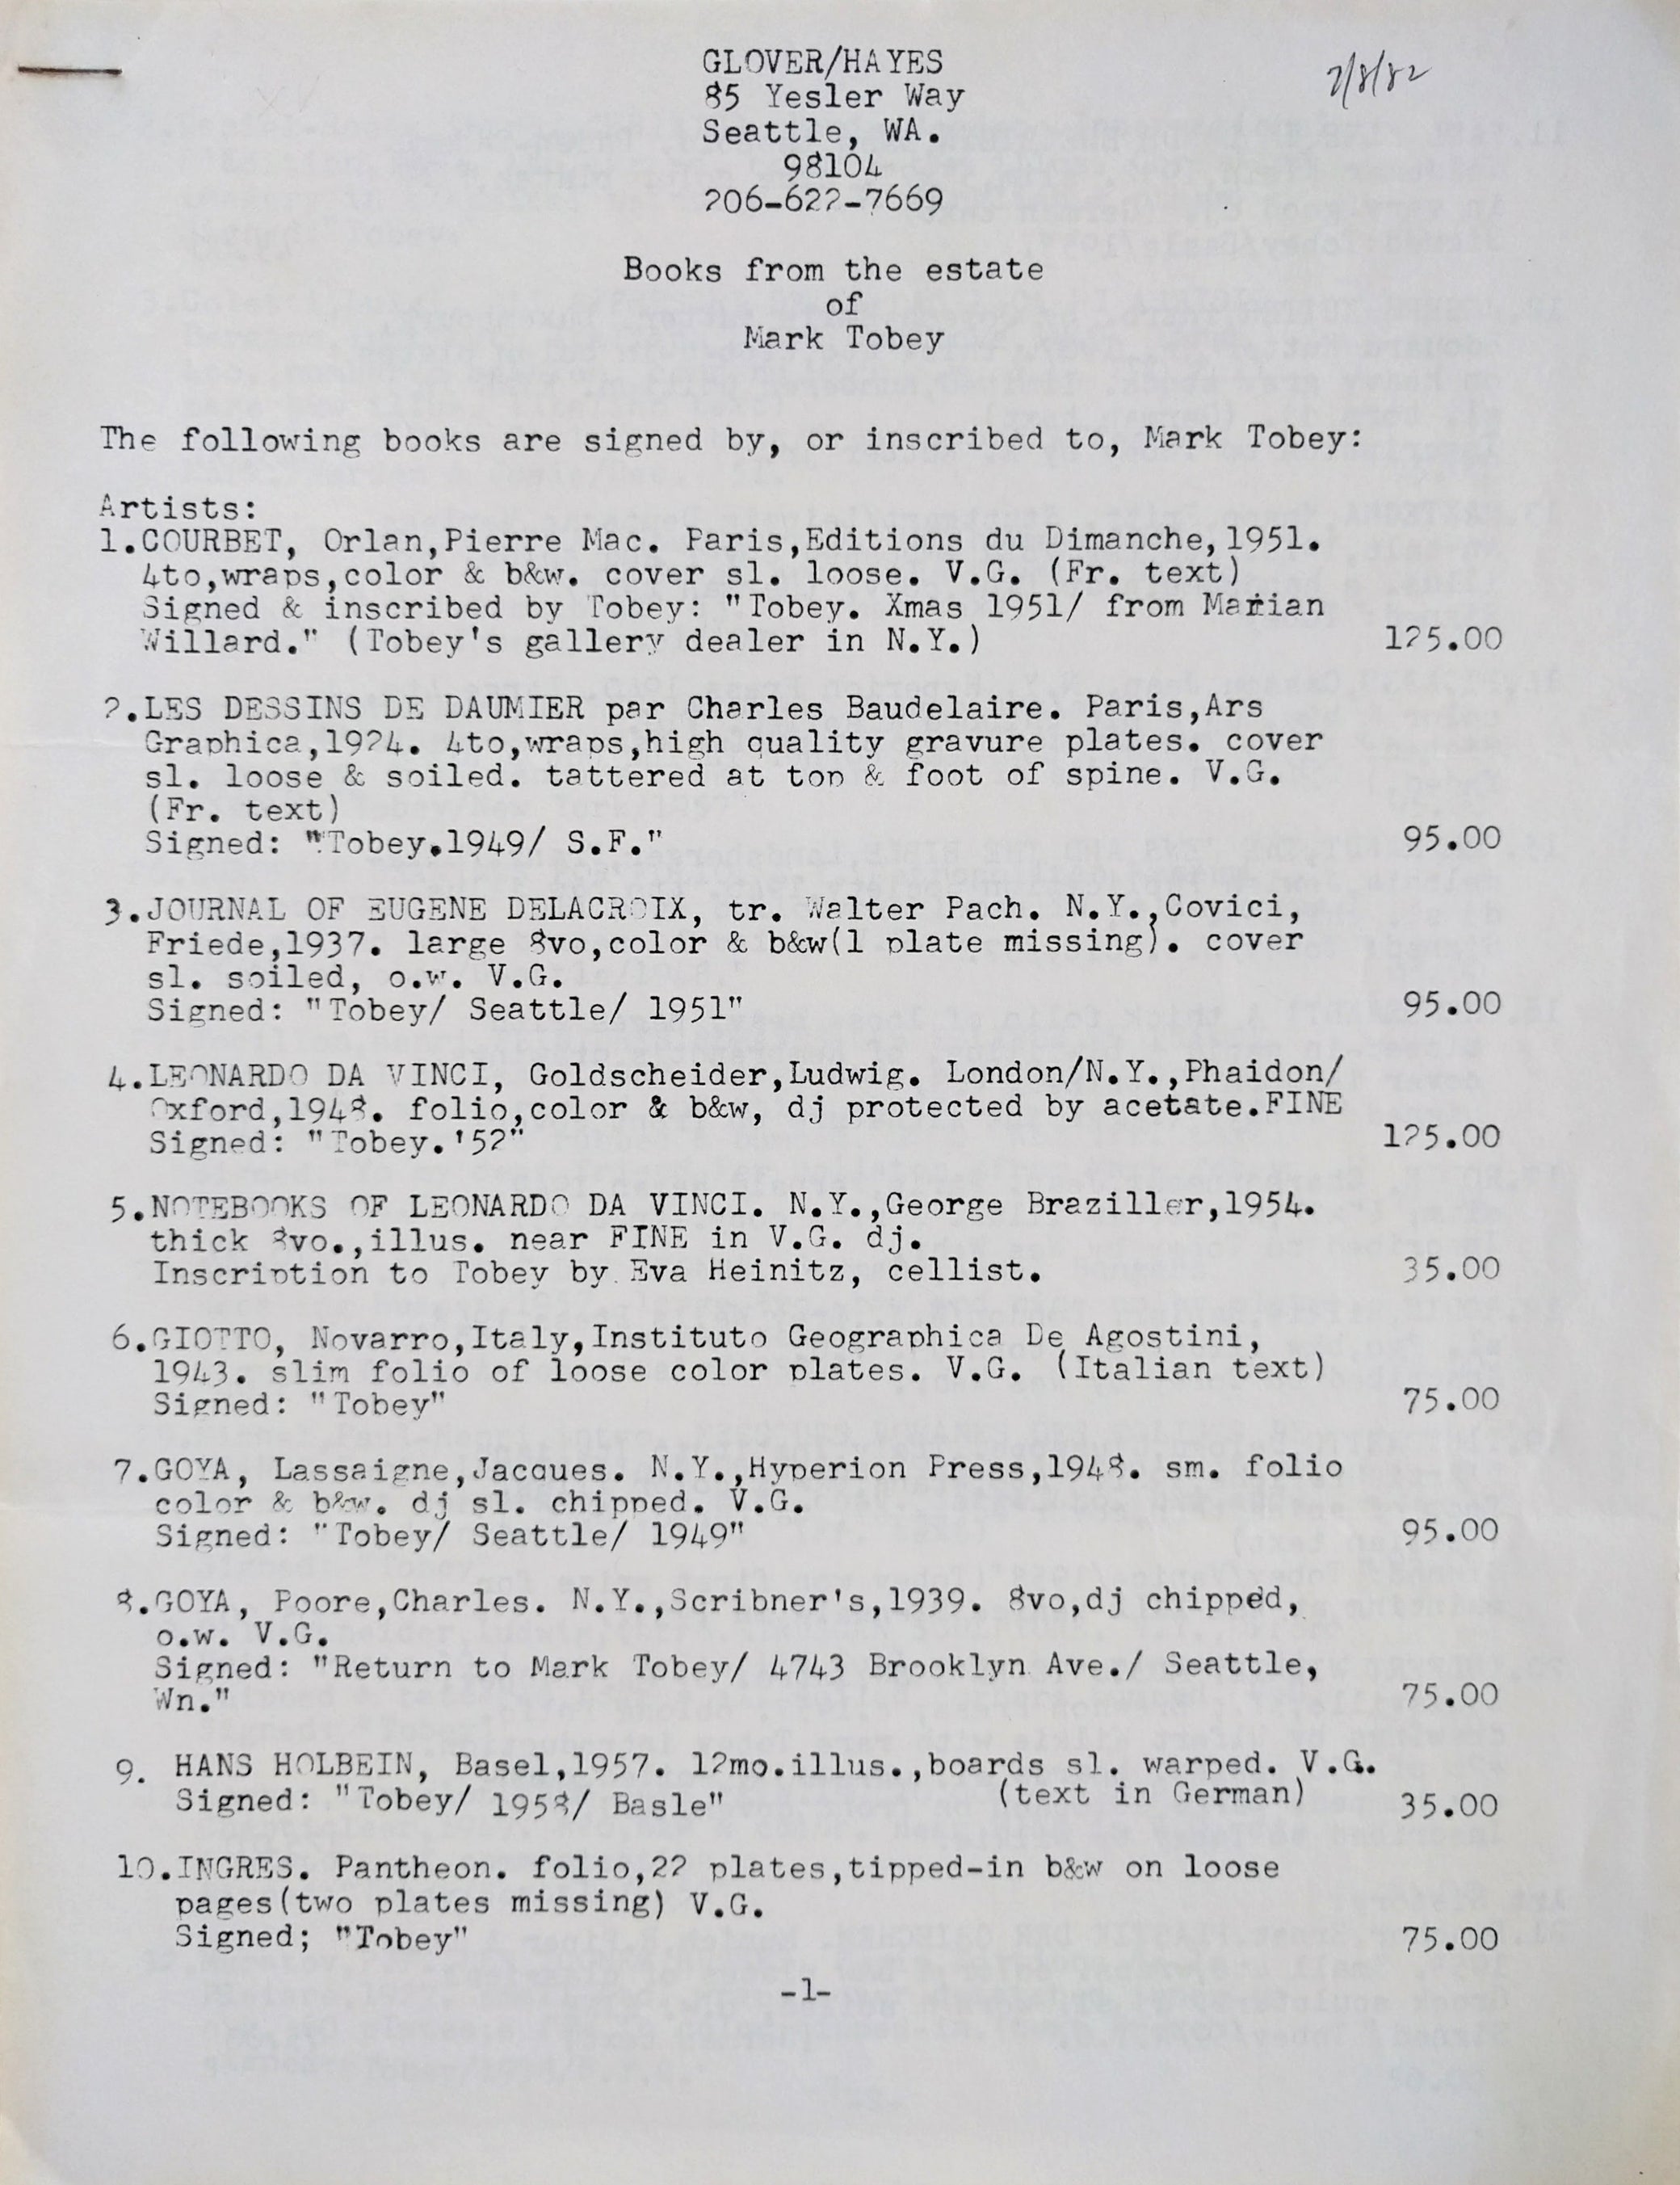 GLOVER/HAYES
7/8/82
85 Yesler Way
Seattle, WA.
98104
206-622-7669
Books from the estate
of
Mark Tobey
The following books are signed by, or inscribed to, Mark Tobey:
Artists:
1.COURBET, Orlan,Pierre Mac. Paris,Editions du Dimanche,1951.
4to,wraps,color & b&w. cover sl. loose. V.G. (Fr. text)
Signed & inscribed by Tobey: "Tobey. Xmas 1951/ from Marian
Willard." (Tobey's gallery dealer in N.Y.) 125.00
2.LES DESSINS DE DAUMIER par Charles Baudelaire. Paris,Ars
Graphica,1924. 4to,wraps,high quality gravure plates. cover
sl. loose & soiled. tattered at top & foot of spine. V.G.
(Fr. text)
Signed: "Tobey.1949/ S.F." 95.00
3.JOURNAL OF EUGENE DELACROIX, tr. Walter Pach. N.Y.,Covici,
Friede,1937. large 8vo,color & b&w(1 plate missing). cover
sl. soiled, o.w. V.G.
Signed: "Tobey/ Seattle/ 1951" 95.00
4.LEONARDO DA VINCI, Goldscheider,Ludwig. London/N.Y.,Phaidon/
Oxford,1948. folio,color & b&w, dj protected by acetate.FINE
Signed: "Tobey.'52" 125.00
5.NOTEBOOKS OF LEONARDO DA VINCI. N.Y.,George Braziller,1954.
thick 8vo.,illus. near FINE in V.G. dj.
Inscription to Tobey by Eva Heinitz, cellist. 35.00
6.GIOTTO, Novarro,Italy,Instituto Geographica De Agostini,
1943. slim folio of loose color plates. V.G. (Italian text)
Signed: "Tobey" 75.00
7.GOYA, Lassaigne,Jacques. N.Y.,Hyperion Press,1948. sm. folio
color & b&w. dj sl. chipped. V.G.
Signed: "Tobey/ Seattle/ 1949" 95.00
8.GOYA, Poore,Charles. N.Y.,Scribner's,1939. 8vo,dj chipped,
o.w. V.G.
Signed: "Return to Mark Tobey/ 4743 Brooklyn Ave./ Seattle,
Wn." 75.00
9. HANS HOLBEIN, Basel,1957. 12mo.illus.,boards sl. warped. V.G.
Signed: "Tobey/ 1958/ Basle" (text in German) 35.00
10.INGRES. Pantheon. folio,22 plates,tipped-in b&w on loose
pages(two plates missing) V.G.
Signed; "Tobey" 75.00
-1-